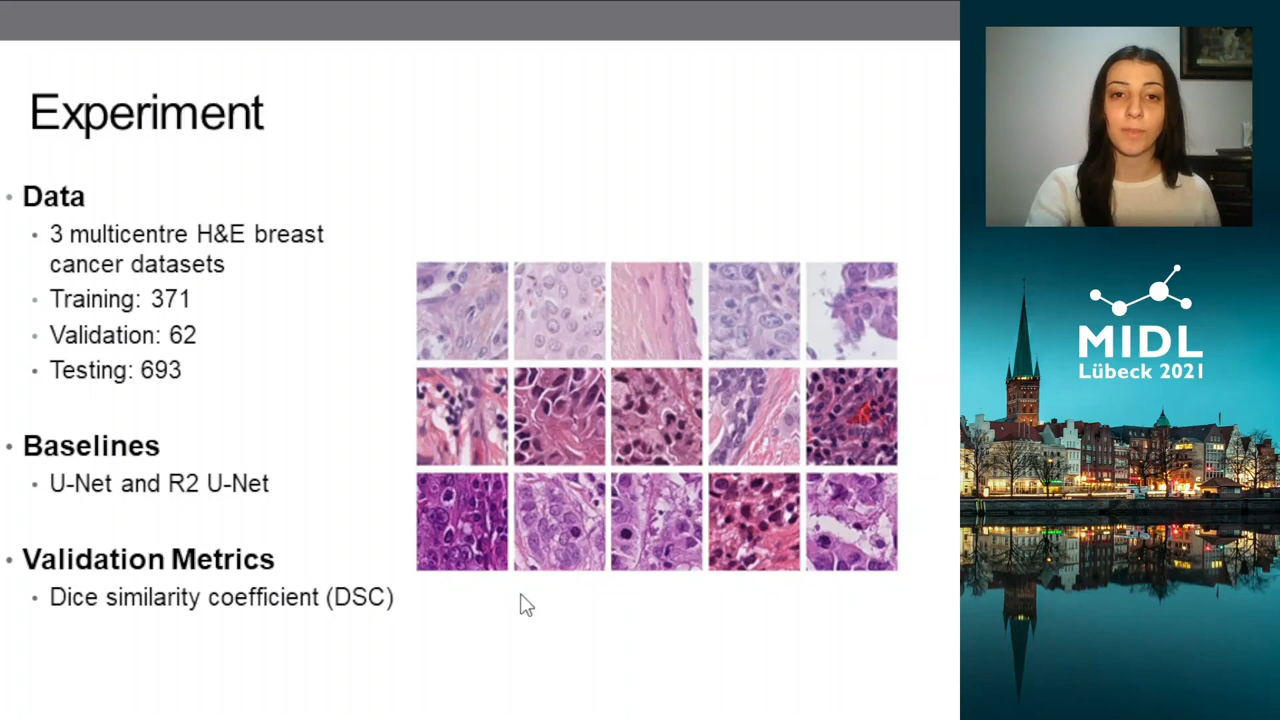 Experiment
• Data
• 3 multicentre H&E breast
cancer datasets
• Training: 371
• Validation: 62
• Testing: 693
• Baselines
• U-Net and R2 U-Net
• Validation Metrics
• Dice similarity coefficient (DSC)
MIDL
Lübeck 2021